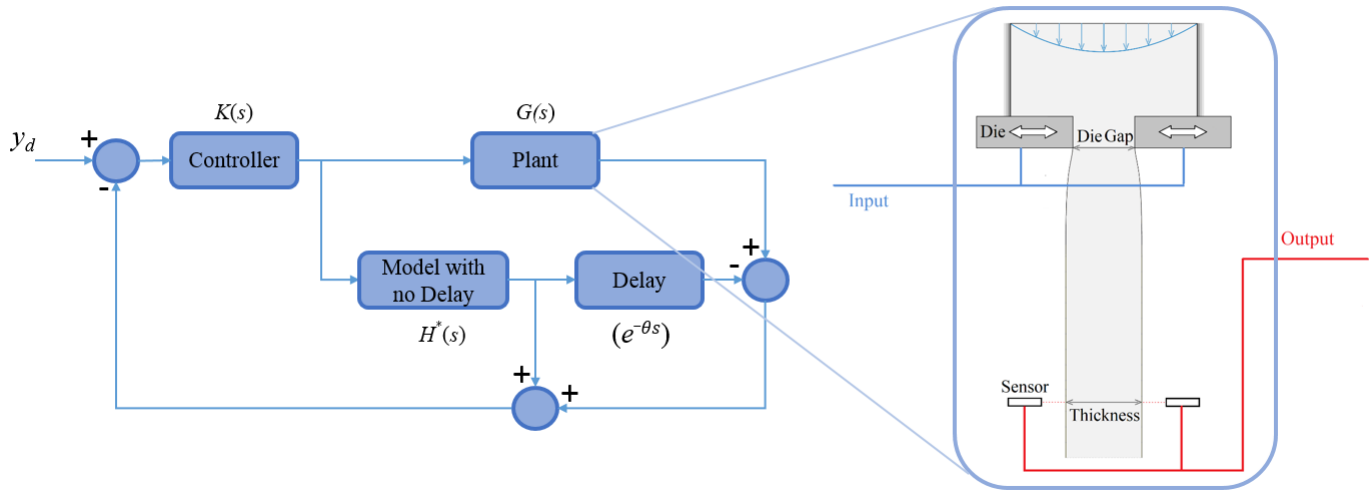 K(s)
G(s)
y_d
+
-
Controller
Plant
+
-
Model with
no Delay
Delay
H*(s)
(e^{-θs})
+
+
Die
Die Gap
Input
Output
Sensor
Thickness